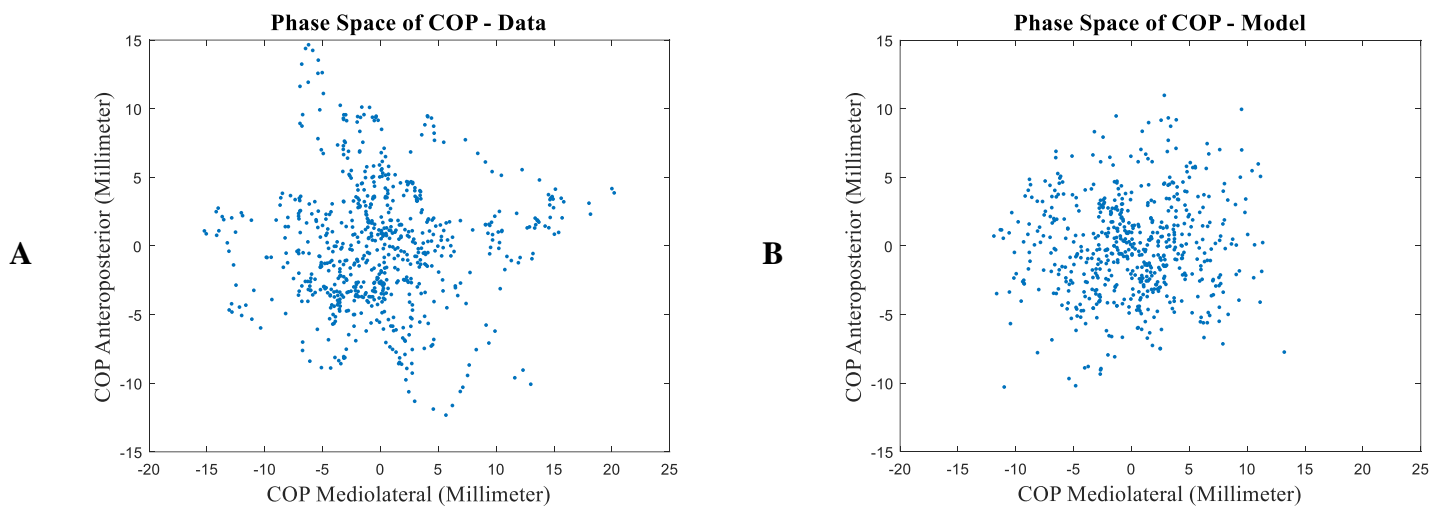 Phase Space of COP - Data
15
10
5
0
-5
-10
-15
-20 -15 -10 -5 0 5 10 15 20 25
COP Anteroposterior (Millimeter)
COP Mediolateral (Millimeter)
A
Phase Space of COP - Model
15
10
5
0
-5
-10
-15
-20 -15 -10 -5 0 5 10 15 20 25
COP Anteroposterior (Millimeter)
COP Mediolateral (Millimeter)
B